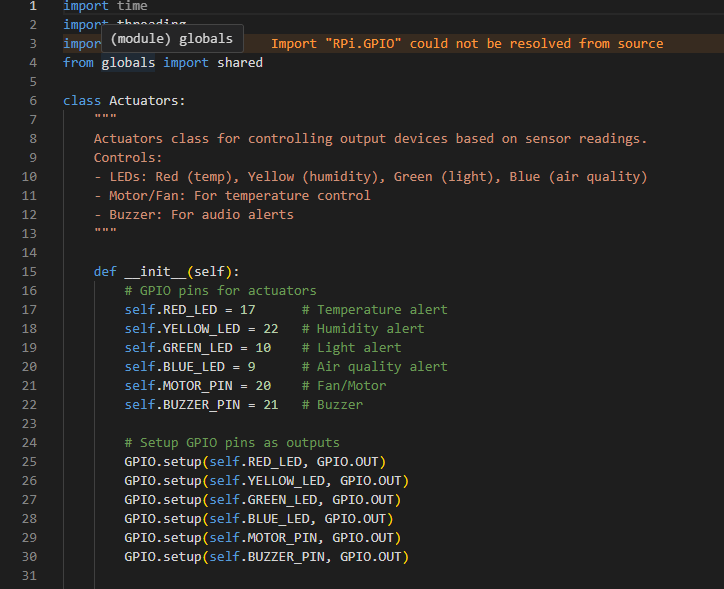 1 import time
2 import threading
3 impor
(module) globals
Import "RPi.GPIO" could not be resolved from source
4 from globals import shared
5
6 class Actuators:
7 """
8 Actuators class for controlling output devices based on sensor readings.
9 Controls:
10 - LEDs: Red (temp), Yellow (humidity), Green (light), Blue (air quality)
11 - Motor/Fan: For temperature control
12 - Buzzer: For audio alerts
13 """
14
15 def __init__(self):
16 # GPIO pins for actuators
17 self.RED_LED = 17 # Temperature alert
18 self.YELLOW_LED = 22 # Humidity alert
19 self.GREEN_LED = 10 # Light alert
20 self.BLUE_LED = 9 # Air quality alert
21 self.MOTOR_PIN = 20 # Fan/Motor
22 self.BUZZER_PIN = 21 # Buzzer
23
24 # Setup GPIO pins as outputs
25 GPIO.setup(self.RED_LED, GPIO.OUT)
26 GPIO.setup(self.YELLOW_LED, GPIO.OUT)
27 GPIO.setup(self.GREEN_LED, GPIO.OUT)
28 GPIO.setup(self.BLUE_LED, GPIO.OUT)
29 GPIO.setup(self.MOTOR_PIN, GPIO.OUT)
30 GPIO.setup(self.BUZZER_PIN, GPIO.OUT)
31